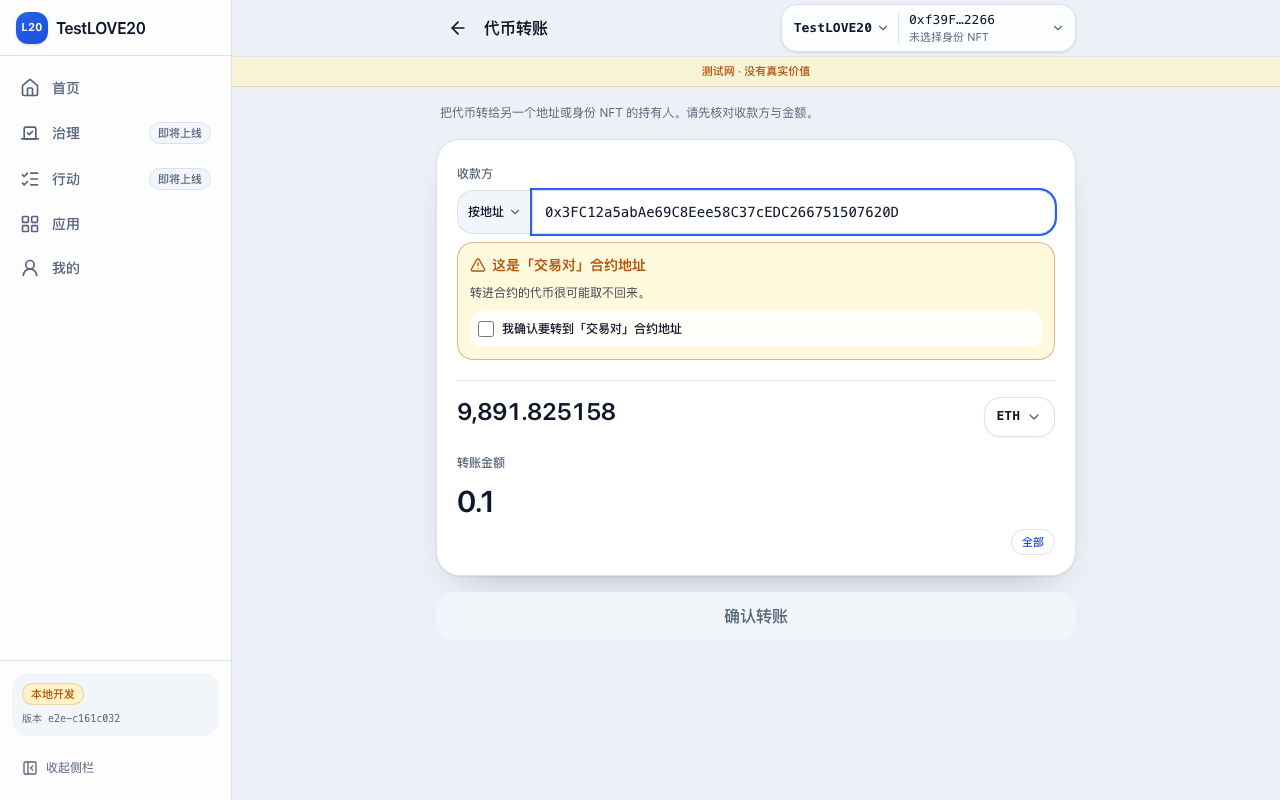 L20 TestLOVE20
首页
治理 即将上线
行动 即将上线
应用
我的
本地开发
版本 e2e-c161c032
收起侧栏
代币转账
TestLOVE20
0xf39F…2266
未选择身份 NFT
测试网 · 没有真实价值
把代币转给另一个地址或身份 NFT 的持有人。请先核对收款方与金额。
收款方
按地址 0x3FC12a5abAe69C8Eee58C37cEDC266751507620D
这是「交易对」合约地址
转进合约的代币很可能取不回来。
我确认要转到「交易对」合约地址
9,891.825158 ETH
转账金额
0.1
全部
确认转账